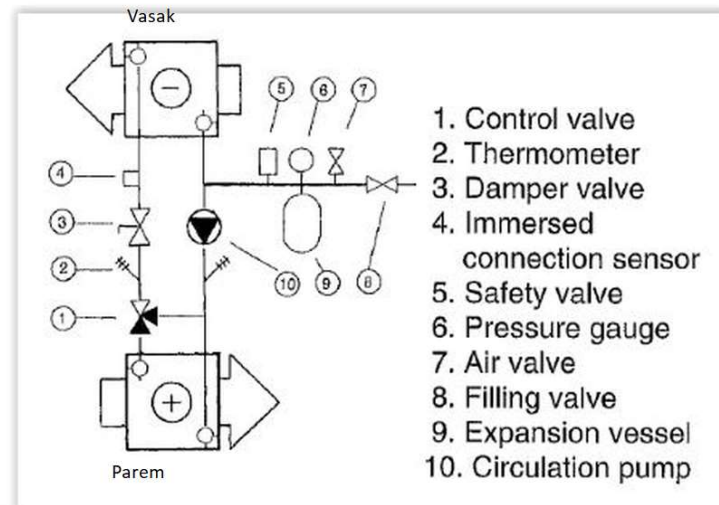 Vasak
5 6 7
1. Control valve
2. Thermometer
3. Damper valve
4. Immersed
connection sensor
5. Safety valve
6. Pressure gauge
7. Air valve
8. Filling valve
9. Expansion vessel
10. Circulation pump
4
3
2
10 9 8
1
Parem